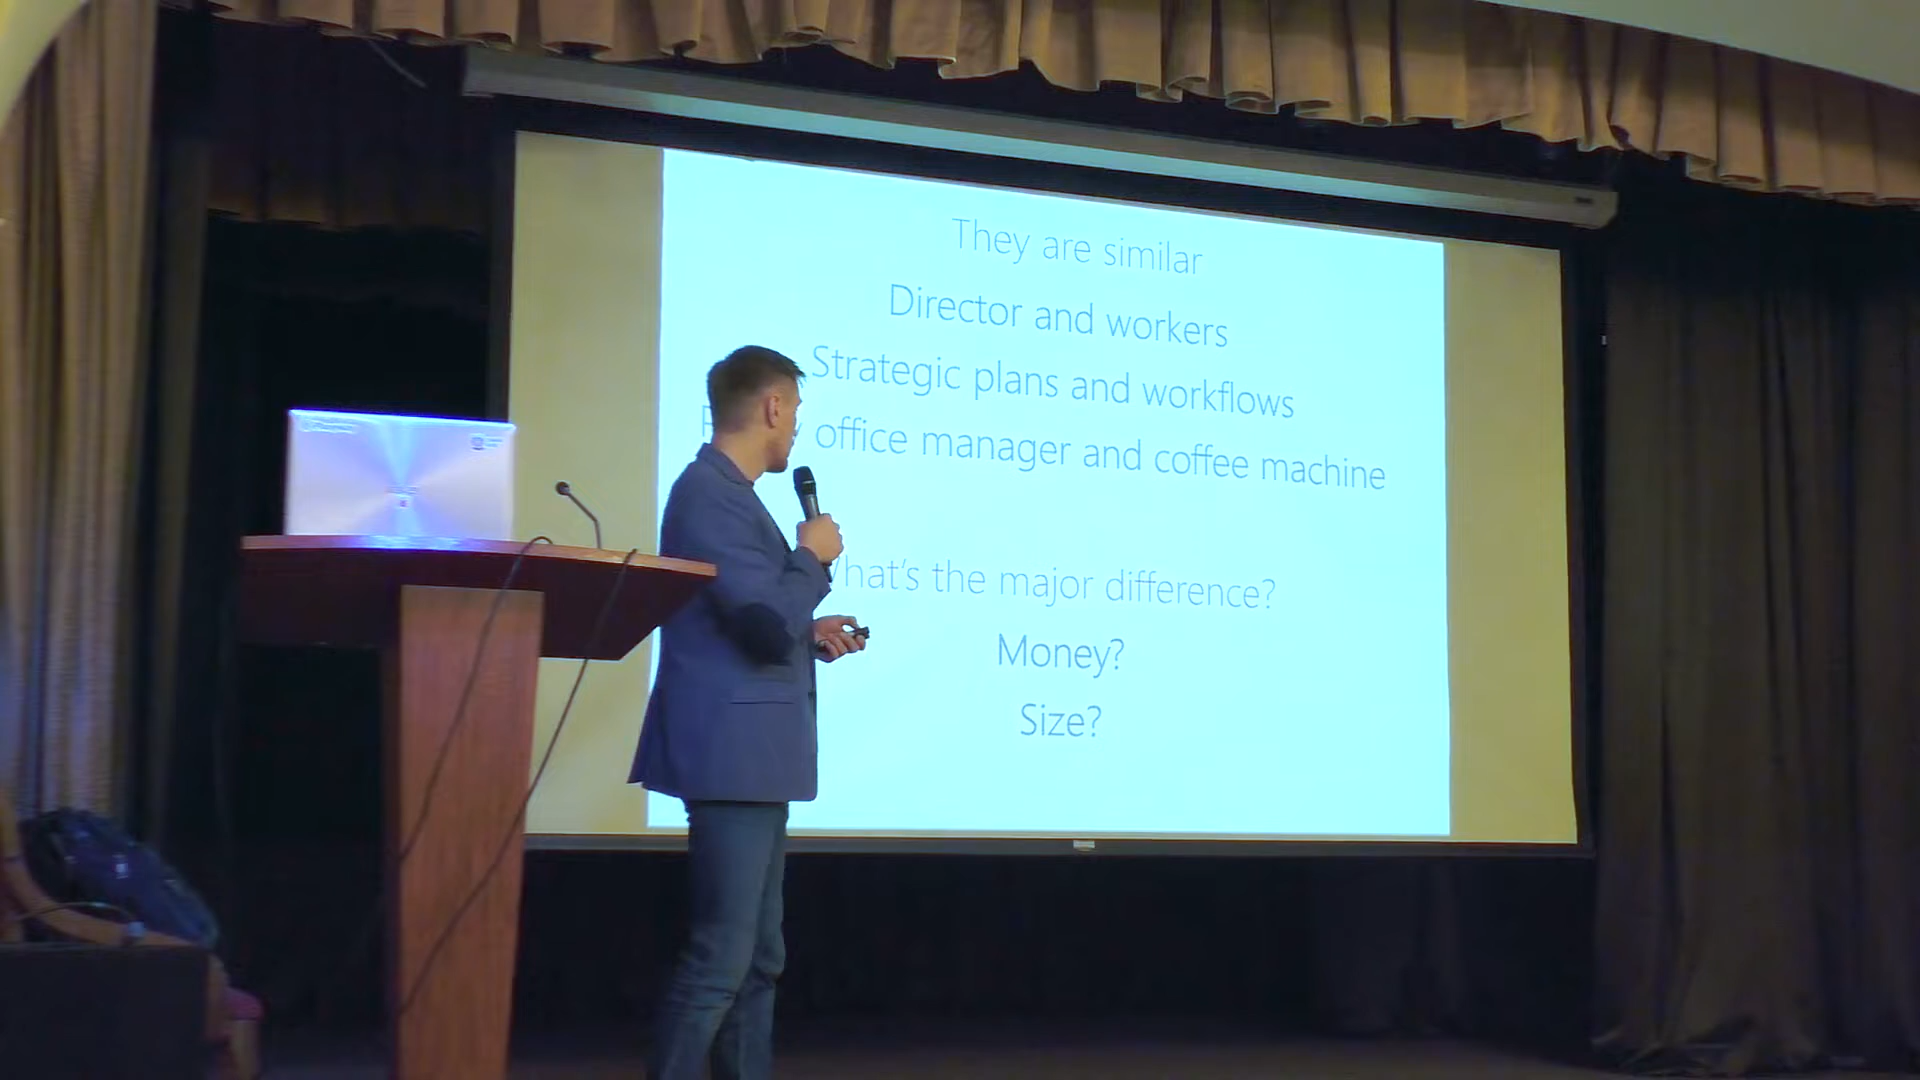 They are similar
Director and workers
Strategic plans and workflows
office manager and coffee machine
What's the major difference?
Money?
Size?